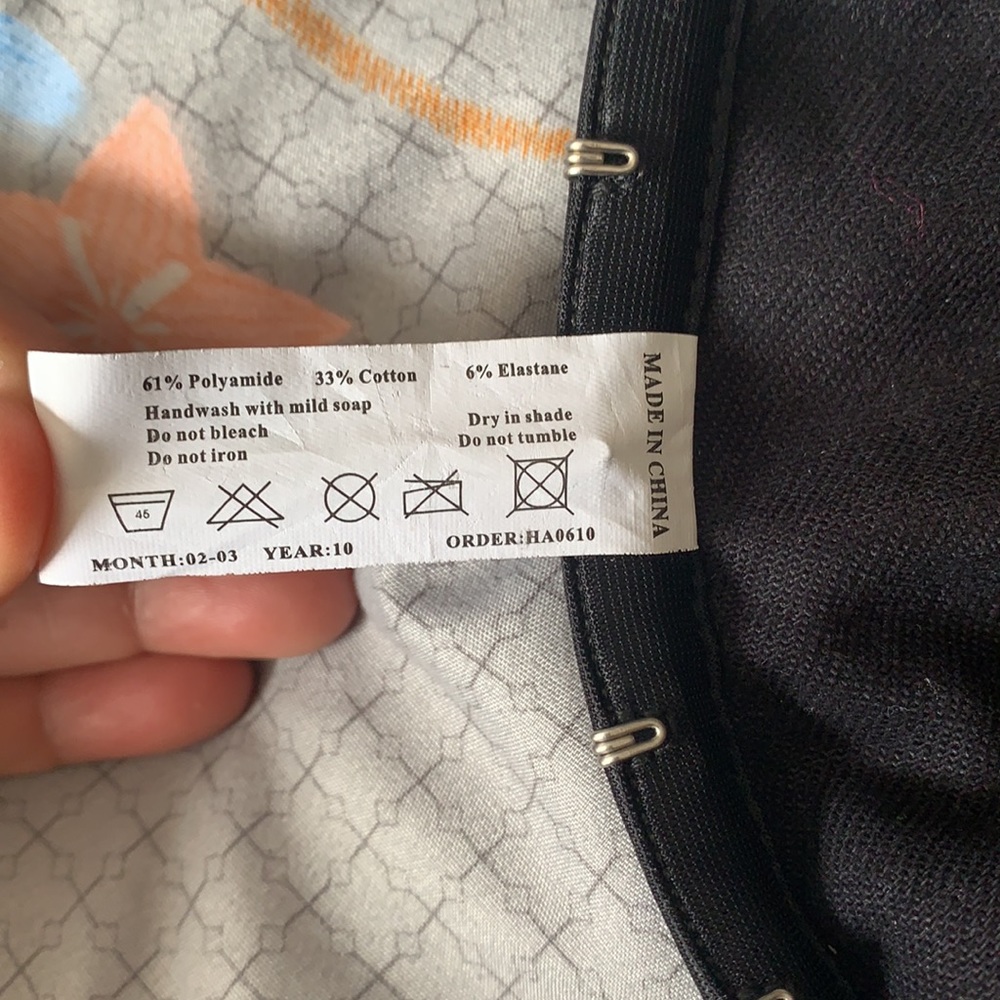 61% Polyamide 33% Cotton 6% Elastane
Handwash with mild soap
Do not bleach
Do not iron
Dry in shade
Do not tumble
45
MONTH:02-03 YEAR:10 ORDER:HA0610
MADE IN CHINA